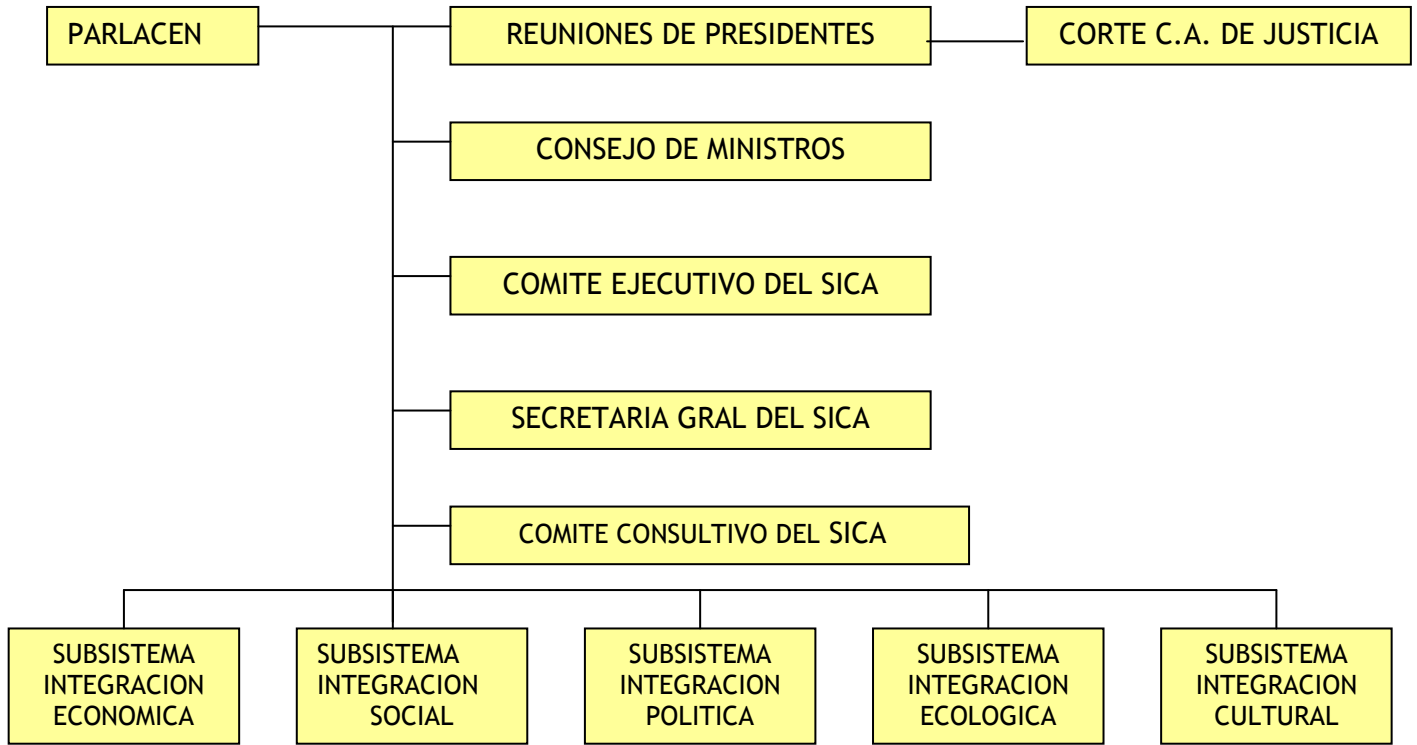 PARLACEN
REUNIONES DE PRESIDENTES
CORTE C.A. DE JUSTICIA
CONSEJO DE MINISTROS
COMITE EJECUTIVO DEL SICA
SECRETARIA GRAL DEL SICA
COMITE CONSULTIVO DEL SICA
SUBSISTEMA
INTEGRACION
ECONOMICA
SUBSISTEMA
INTEGRACION
SOCIAL
SUBSISTEMA
INTEGRACION
POLITICA
SUBSISTEMA
INTEGRACION
ECOLOGICA
SUBSISTEMA
INTEGRACION
CULTURAL